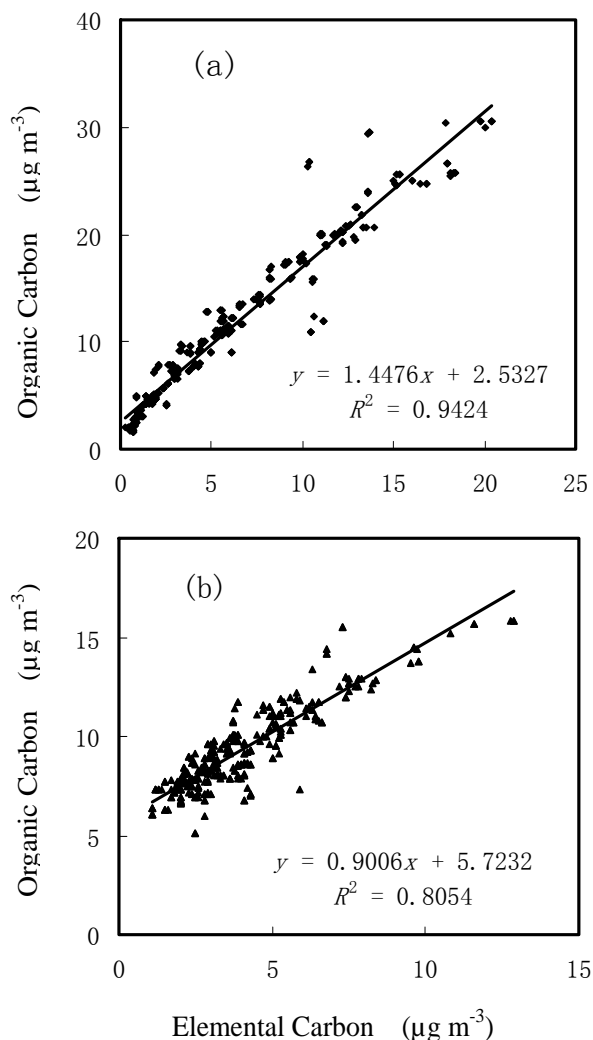 40
(a)
30
20
10
0
Organic Carbon (μg m⁻³)
y = 1.4476x + 2.5327
R² = 0.9424
0 5 10 15 20 25
20
(b)
15
10
5
0
Organic Carbon (μg m⁻³)
y = 0.9006x + 5.7232
R² = 0.8054
0 5 10 15
Elemental Carbon (μg m⁻³)